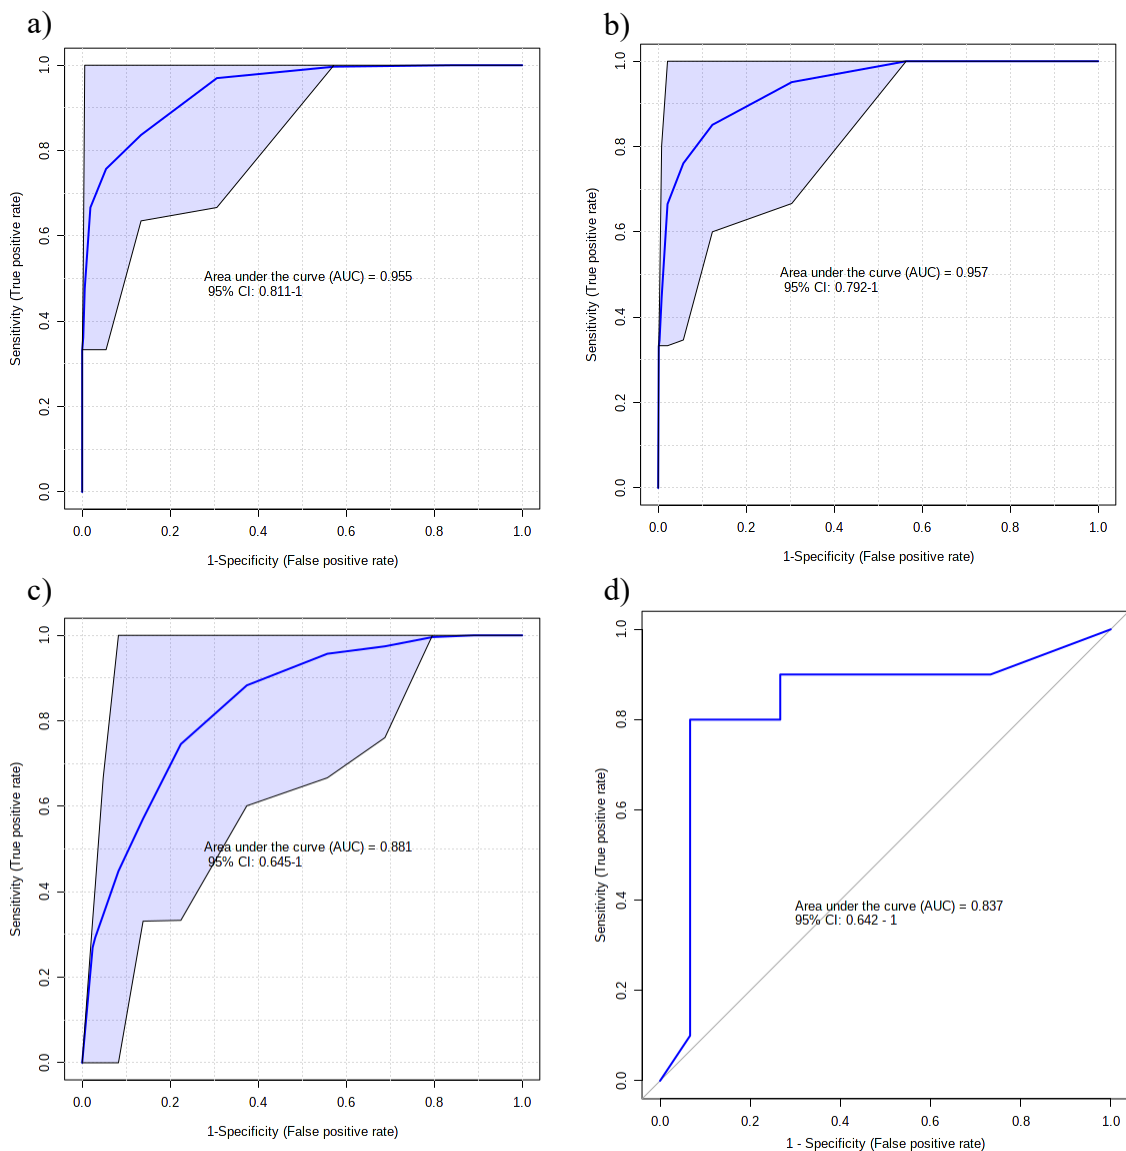 a)
Sensitivity (True positive rate)
1.0
0.8
0.6
0.4
0.2
0.0
Area under the curve (AUC) = 0.955
95% CI: 0.811-1
0.0 0.2 0.4 0.6 0.8 1.0
1-Specificity (False positive rate)
b)
Sensitivity (True positive rate)
1.0
0.8
0.6
0.4
0.2
0.0
Area under the curve (AUC) = 0.957
95% CI: 0.792-1
0.0 0.2 0.4 0.6 0.8 1.0
1-Specificity (False positive rate)
c)
Sensitivity (True positive rate)
1.0
0.8
0.6
0.4
0.2
0.0
Area under the curve (AUC) = 0.881
95% CI: 0.645-1
0.0 0.2 0.4 0.6 0.8 1.0
1-Specificity (False positive rate)
d)
Sensitivity (True positive rate)
1.0
0.8
0.6
0.4
0.2
0.0
Area under the curve (AUC) = 0.837
95% CI: 0.642 - 1
0.0 0.2 0.4 0.6 0.8 1.0
1 - Specificity (False positive rate)